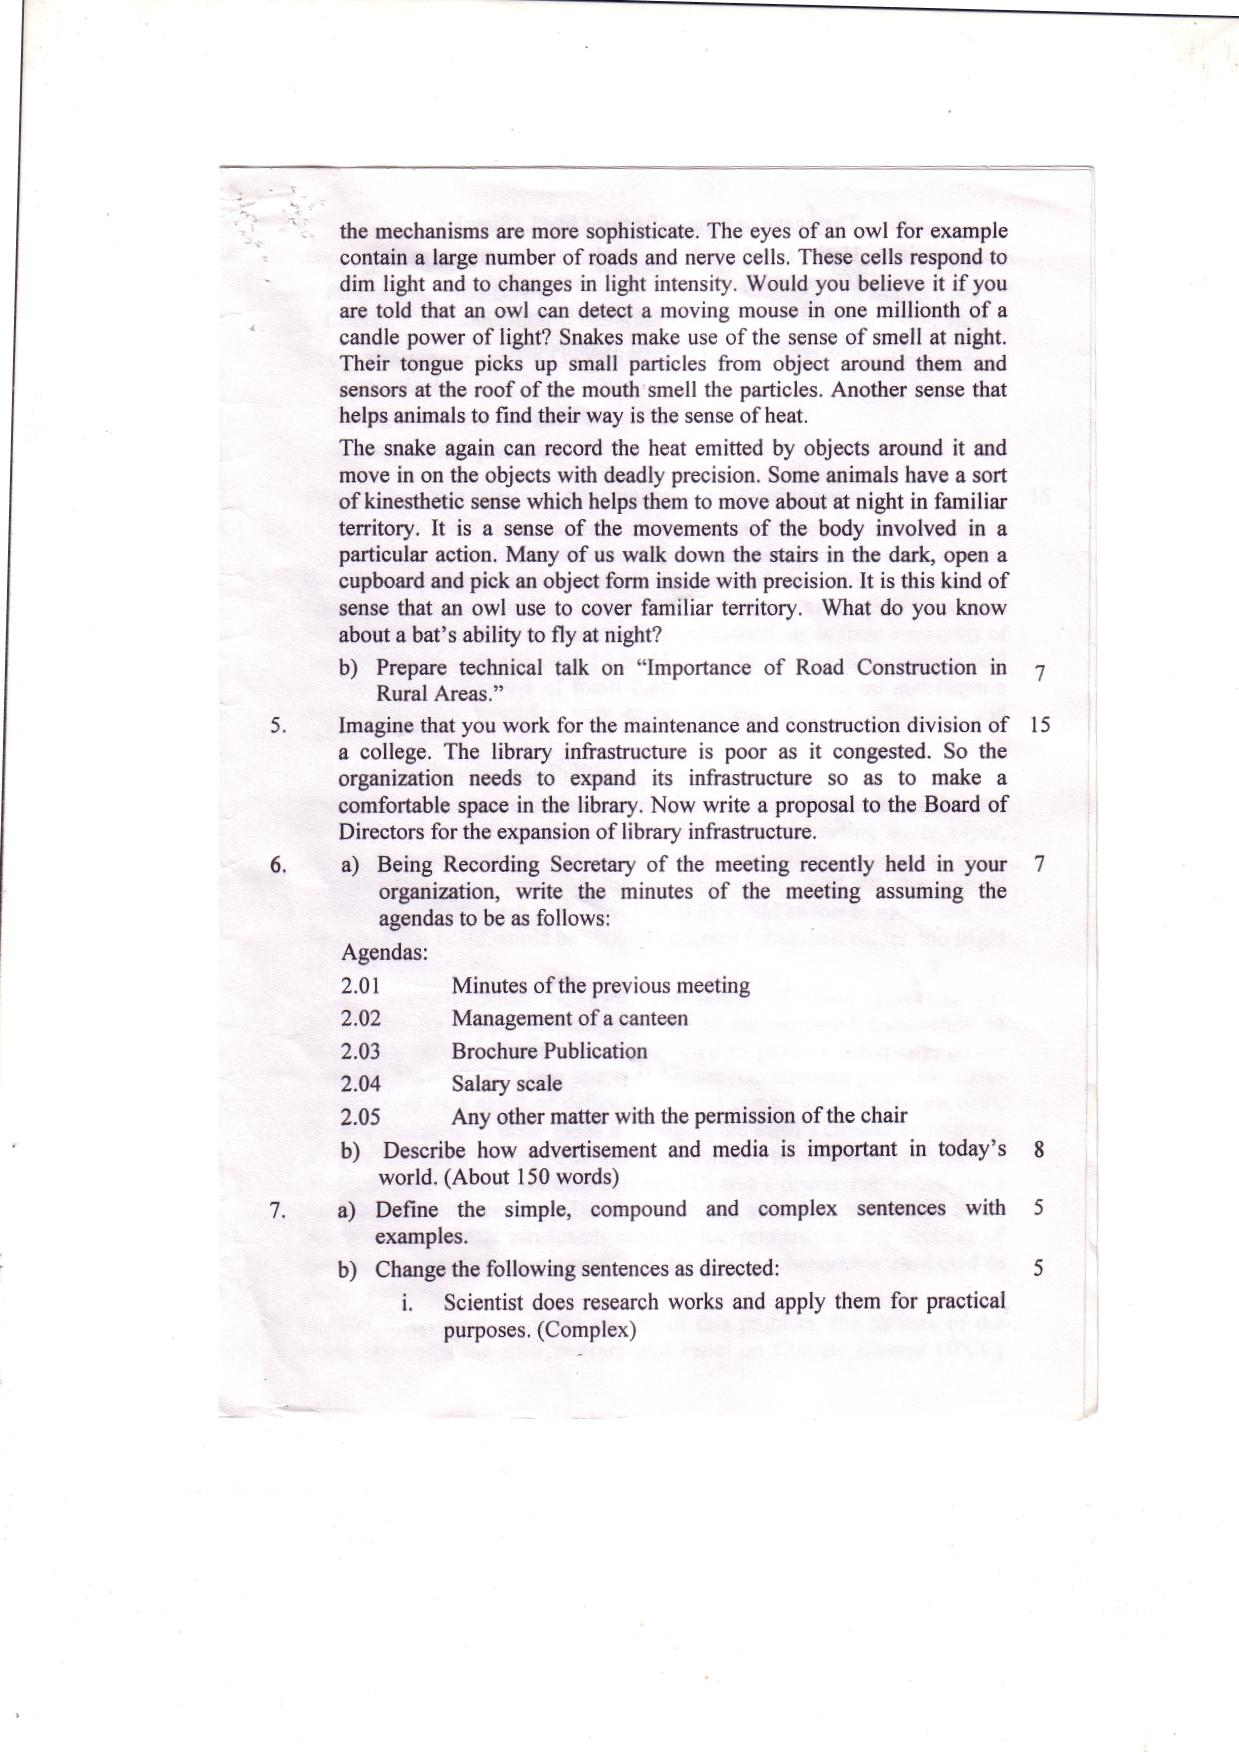 the mechanisms are more sophisticate. The eyes of an owl for example
contain a large number of roads and nerve cells. These cells respond to
dim light and to changes in light intensity. Would you believe it if you
are told that an owl can detect a moving mouse in one millionth of a
candle power of light? Snakes make use of the sense of smell at night.
Their tongue picks up small particles from object around them and
sensors at the roof of the mouth smell the particles. Another sense that
helps animals to find their way is the sense of heat.
The snake again can record the heat emitted by objects around it and
move in on the objects with deadly precision. Some animals have a sort
of kinesthetic sense which helps them to move about at night in familiar
territory. It is a sense of the movements of the body involved in a
particular action. Many of us walk down the stairs in the dark, open a
cupboard and pick an object form inside with precision. It is this kind of
sense that an owl use to cover familiar territory. What do you know
about a bat's ability to fly at night?
b) Prepare technical talk on “Importance of Road Construction in 7
Rural Areas.”
5. Imagine that you work for the maintenance and construction division of 15
a college. The library infrastructure is poor as it congested. So the
organization needs to expand its infrastructure so as to make a
comfortable space in the library. Now write a proposal to the Board of
Directors for the expansion of library infrastructure.
6. a) Being Recording Secretary of the meeting recently held in your 7
organization, write the minutes of the meeting assuming the
agendas to be as follows:
Agendas:
2.01 Minutes of the previous meeting
2.02 Management of a canteen
2.03 Brochure Publication
2.04 Salary scale
2.05 Any other matter with the permission of the chair
b) Describe how advertisement and media is important in today's 8
world. (About 150 words)
7. a) Define the simple, compound and complex sentences with 5
examples.
b) Change the following sentences as directed: 5
i. Scientist does research works and apply them for practical
purposes. (Complex)